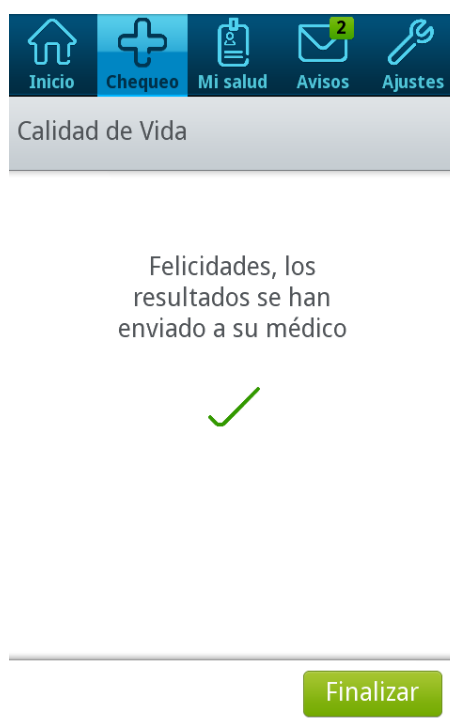 2
Inicio Chequeo Mi salud Avisos Ajustes
Calidad de Vida
Felicidades, los
resultados se han
enviado a su médico
Finalizar